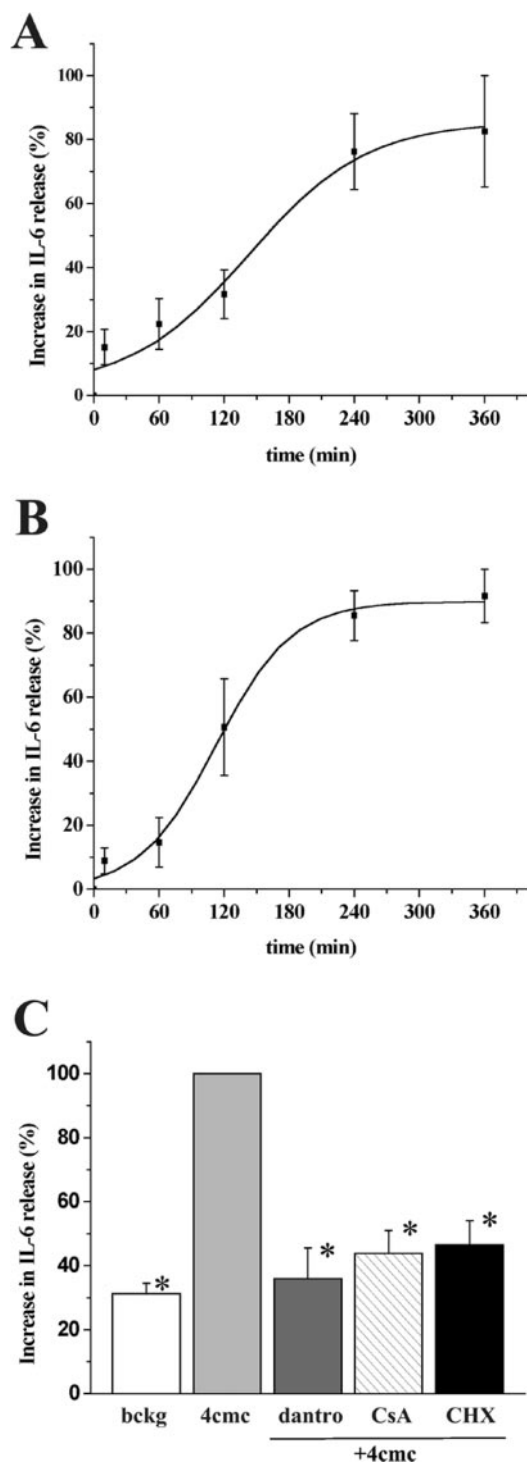 A
Increase in IL-6 release (%)
100
80
60
40
20
0
0 60 120 180 240 300 360
time (min)
B
Increase in IL-6 release (%)
100
80
60
40
20
0
0 60 120 180 240 300 360
time (min)
C
Increase in IL-6 release (%)
100
80
60
40
20
0
* * * *
bckg 4cmc dantro CsA CHX
+4cmc